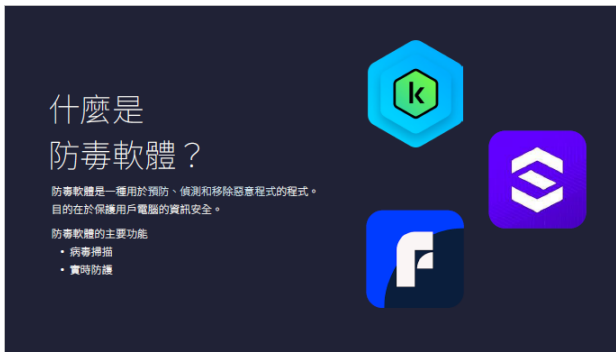 什麼是
防毒軟體？
防毒軟體是一種用於預防、偵測和移除惡意程式的程式。
目的在於保護用戶電腦的資訊安全。
防毒軟體的主要功能
• 病毒掃描
• 實時防護
k